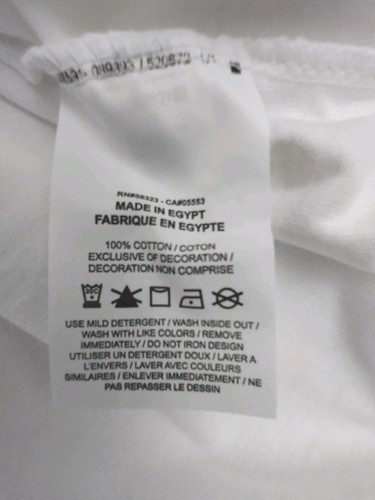 RN#56323 - CA#05553
MADE IN EGYPT
FABRIQUE EN EGYPTE
100% COTTON / COTON
EXCLUSIVE OF DECORATION /
DECORATION NON COMPRISE
USE MILD DETERGENT / WASH INSIDE OUT /
WASH WITH LIKE COLORS / REMOVE
IMMEDIATELY / DO NOT IRON DESIGN
UTILISER UN DETERGENT DOUX / LAVER A
L'ENVERS / LAVER AVEC COULEURS
SIMILAIRES / ENLEVER IMMEDIATEMENT / NE
PAS REPASSER LE DESSIN